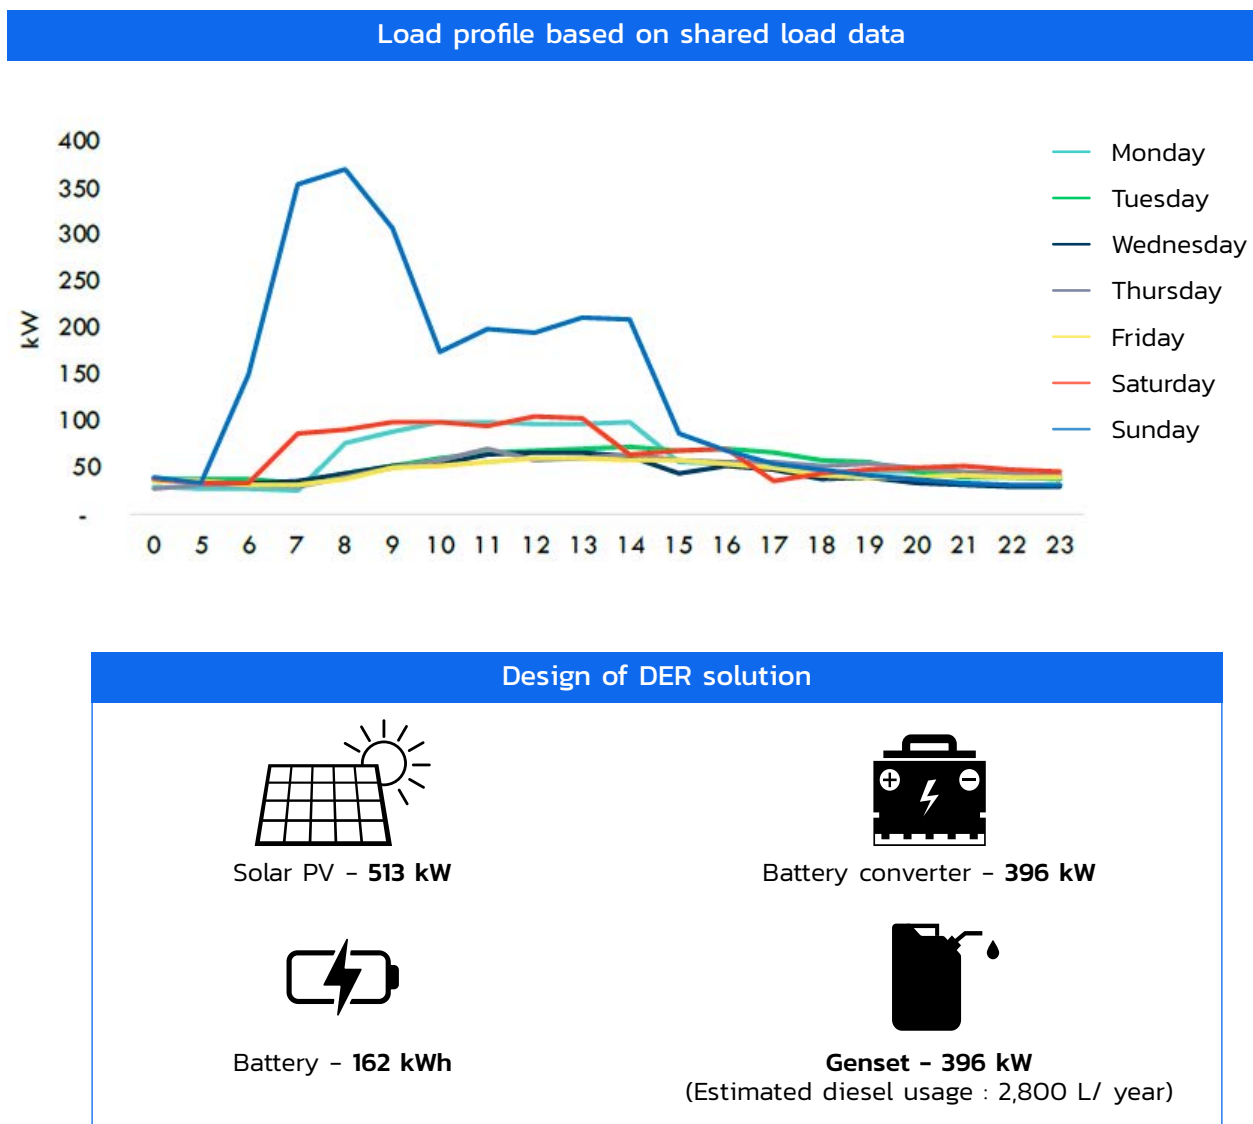 Load profile based on shared load data
400
350
300
250
200
150
100
50
-
kW
0 5 6 7 8 9 10 11 12 13 14 15 16 17 18 19 20 21 22 23
Monday
Tuesday
Wednesday
Thursday
Friday
Saturday
Sunday
Design of DER solution
Solar PV - 513 kW
Battery converter - 396 kW
Battery - 162 kWh
Genset - 396 kW
(Estimated diesel usage : 2,800 L/ year)